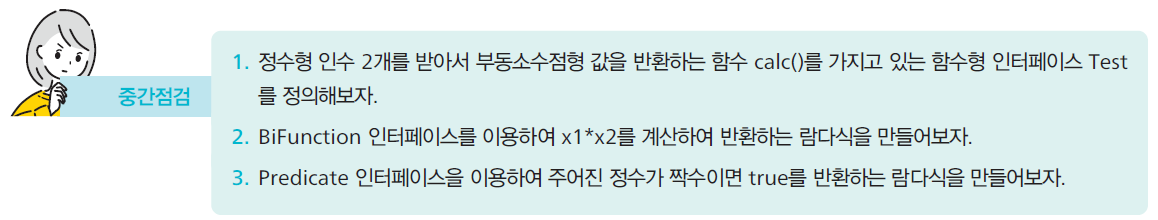 중간점검
1. 정수형 인수 2개를 받아서 부동소수점형 값을 반환하는 함수 calc()를 가지고 있는 함수형 인터페이스 Test
를 정의해보자.
2. BiFunction 인터페이스를 이용하여 x1*x2를 계산하여 반환하는 람다식을 만들어보자.
3. Predicate 인터페이스을 이용하여 주어진 정수가 짝수이면 true를 반환하는 람다식을 만들어보자.